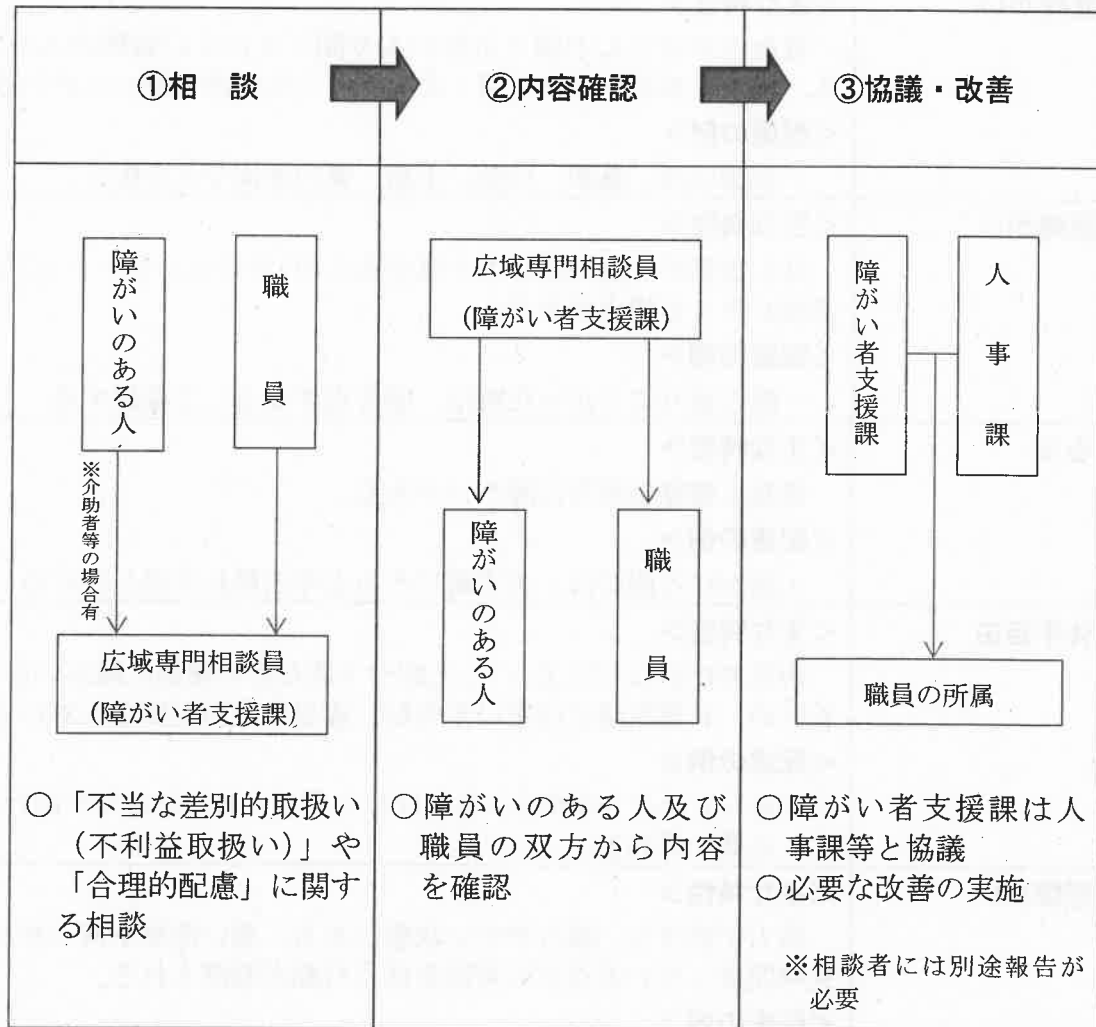 ①相　談
②内容確認
③協議・改善
障がいのある人
職員
※介助者等の場合有
広域専門相談員
(障がい者支援課)
○「不当な差別的取扱い
（不利益取扱い）」や
「合理的配慮」に関す
る相談
広域専門相談員
(障がい者支援課)
障がいのある人
職員
○障がいのある人及び
職員の双方から内容
を確認
障がい者支援課
人事課
職員の所属
○障がい者支援課は人
事課等と協議
○必要な改善の実施
※相談者には別途報告が
必要